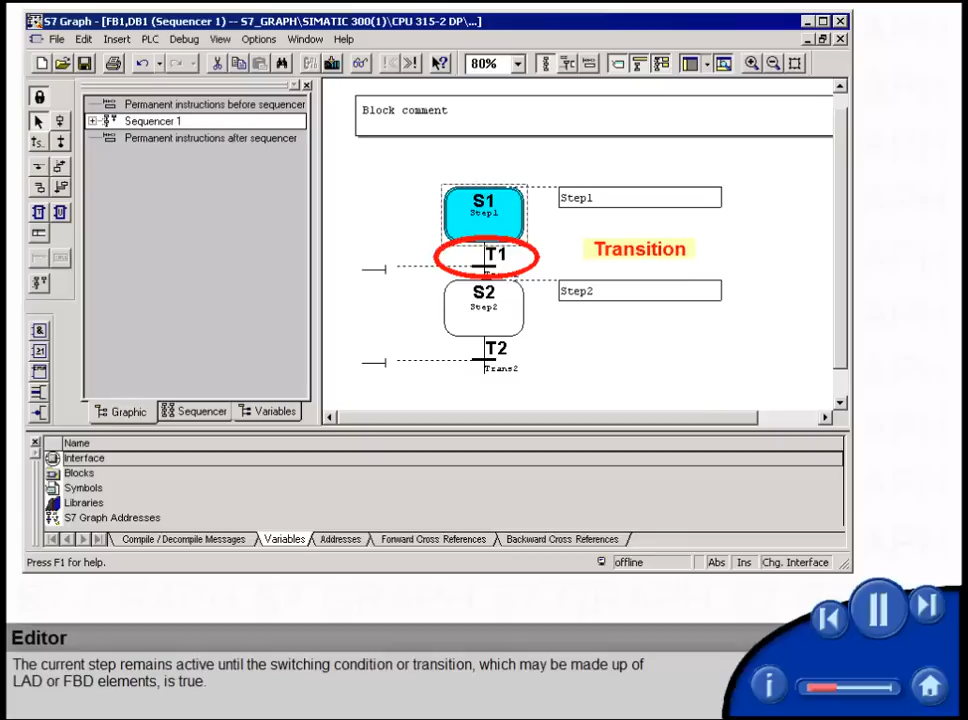 S7 Graph - [FB1,DB1 (Sequencer 1) -- S7_GRAPH\SIMATIC 300(1)\CPU 315-2 DP\...]
File Edit Insert PLC Debug View Options Window Help
80%
Permanent instructions before sequencer
Sequencer 1
Permanent instructions after sequencer
Block comment
S1
Step1
Step1
T1
Transition
S2
Step2
Step2
T2
Trans2
Graphic Sequencer Variables
Name
Interface
Blocks
Symbols
Libraries
S7 Graph Addresses
Compile / Decompile Messages Variables Addresses Forward Cross References Backward Cross References
Press F1 for help. offline Abs Ins Chg. Interface
Editor
The current step remains active until the switching condition or transition, which may be made up of
LAD or FBD elements, is true.